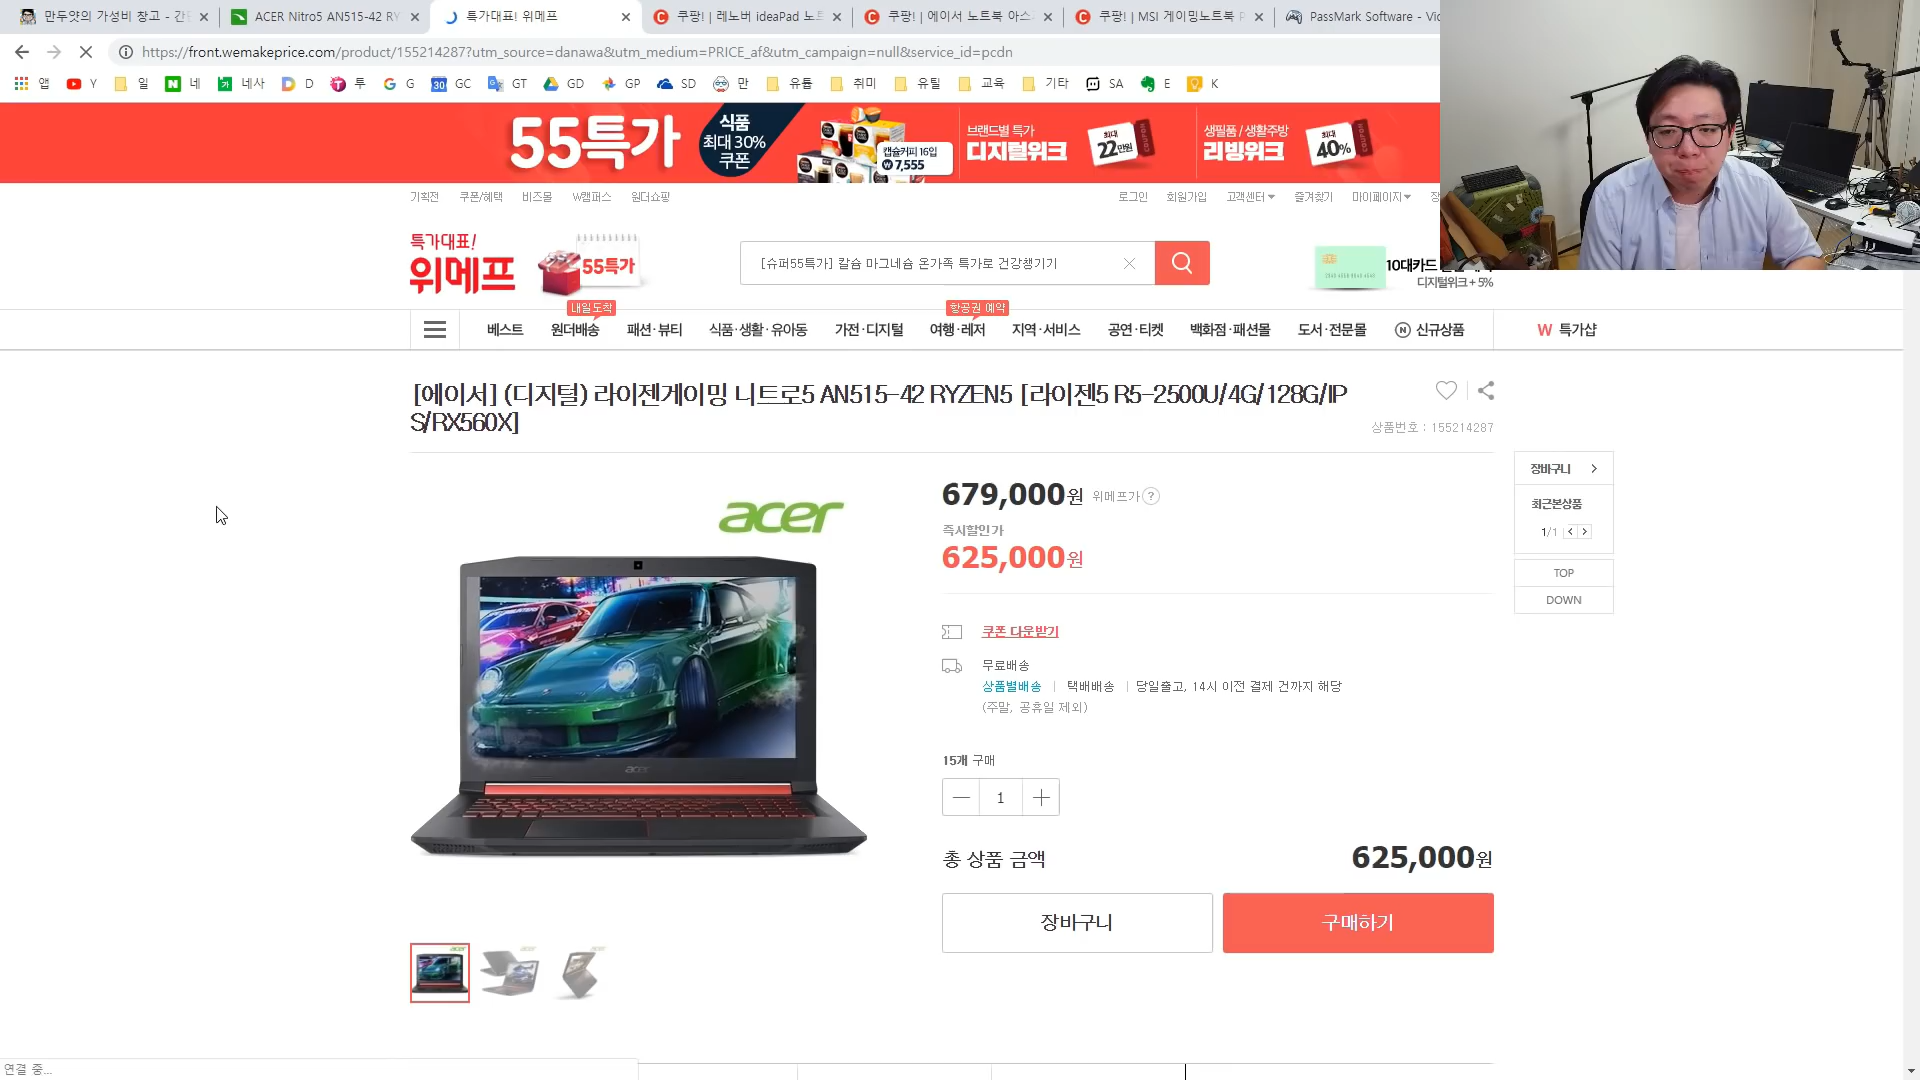 만두얏의 가성비 창고 - 간
ACER Nitro5 AN515-42 RY
특가대표! 위메프
쿠팡! | 레노버 ideaPad 노트
쿠팡! | 에이서 노트북 아스
쿠팡! | MSI 게이밍노트북 P
PassMark Software - Vid
https://front.wemakeprice.com/product/155214287?utm_source=danawa&utm_medium=PRICE_af&utm_campaign=null&service_id=pcdn
앱 Y 일 네 네사 D 투 G GC GT GD GP SD 만 유튭 취미 유틸 교육 기타 SA E K
55특가
식품
최대 30%
쿠폰
캡슐커피 16입
₩7,555
브랜드별 특가
디지털위크
최대
22만원
생필품 / 생활주방
리빙위크
최대
40%
기획전 쿠폰/혜택 비즈몰 W캠퍼스 원더쇼핑
로그인 회원가입 고객센터 즐겨찾기 마이페이지
특가대표!
위메프
55특가
[슈퍼55특가] 칼슘 마그네슘 온가족 특가로 건강챙기기
10대카드
디지털위크 + 5%
내일도착
항공권 예약
베스트 원더배송 패션·뷰티 식품·생활·유아동 가전·디지털 여행·레저 지역·서비스 공연·티켓 백화점·패션몰 도서·전문몰 N 신규상품 W 특가샵
[에이서] (디지털) 라이젠게이밍 니트로5 AN515-42 RYZEN5 [라이젠5 R5-2500U/4G/128G/IP
S/RX560X]
상품번호 : 155214287
acer
acer
679,000원 위메프가 ?
즉시할인가
625,000원
쿠폰 다운받기
무료배송
상품별배송 | 택배배송 | 당일출고, 14시 이전 결제 건까지 해당
(주말, 공휴일 제외)
15개 구매
1
총 상품 금액 625,000원
장바구니 구매하기
장바구니
최근본상품
1/1
TOP
DOWN
연결 중...